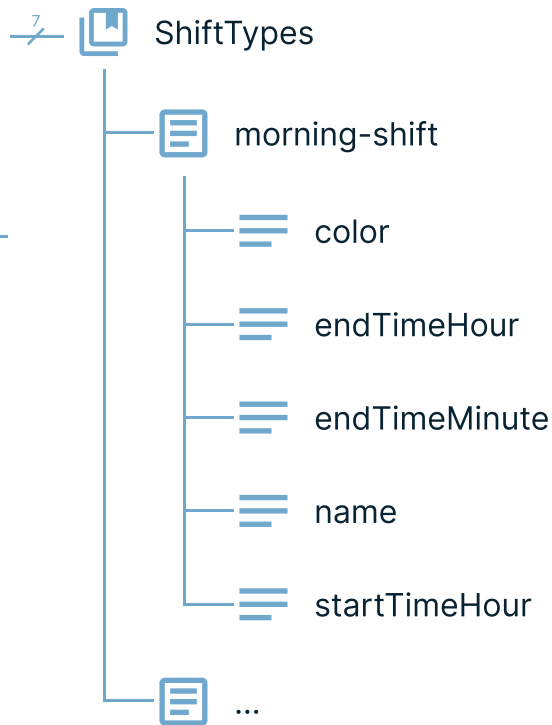 7
ShiftTypes
morning-shift
color
endTimeHour
endTimeMinute
name
startTimeHour
...